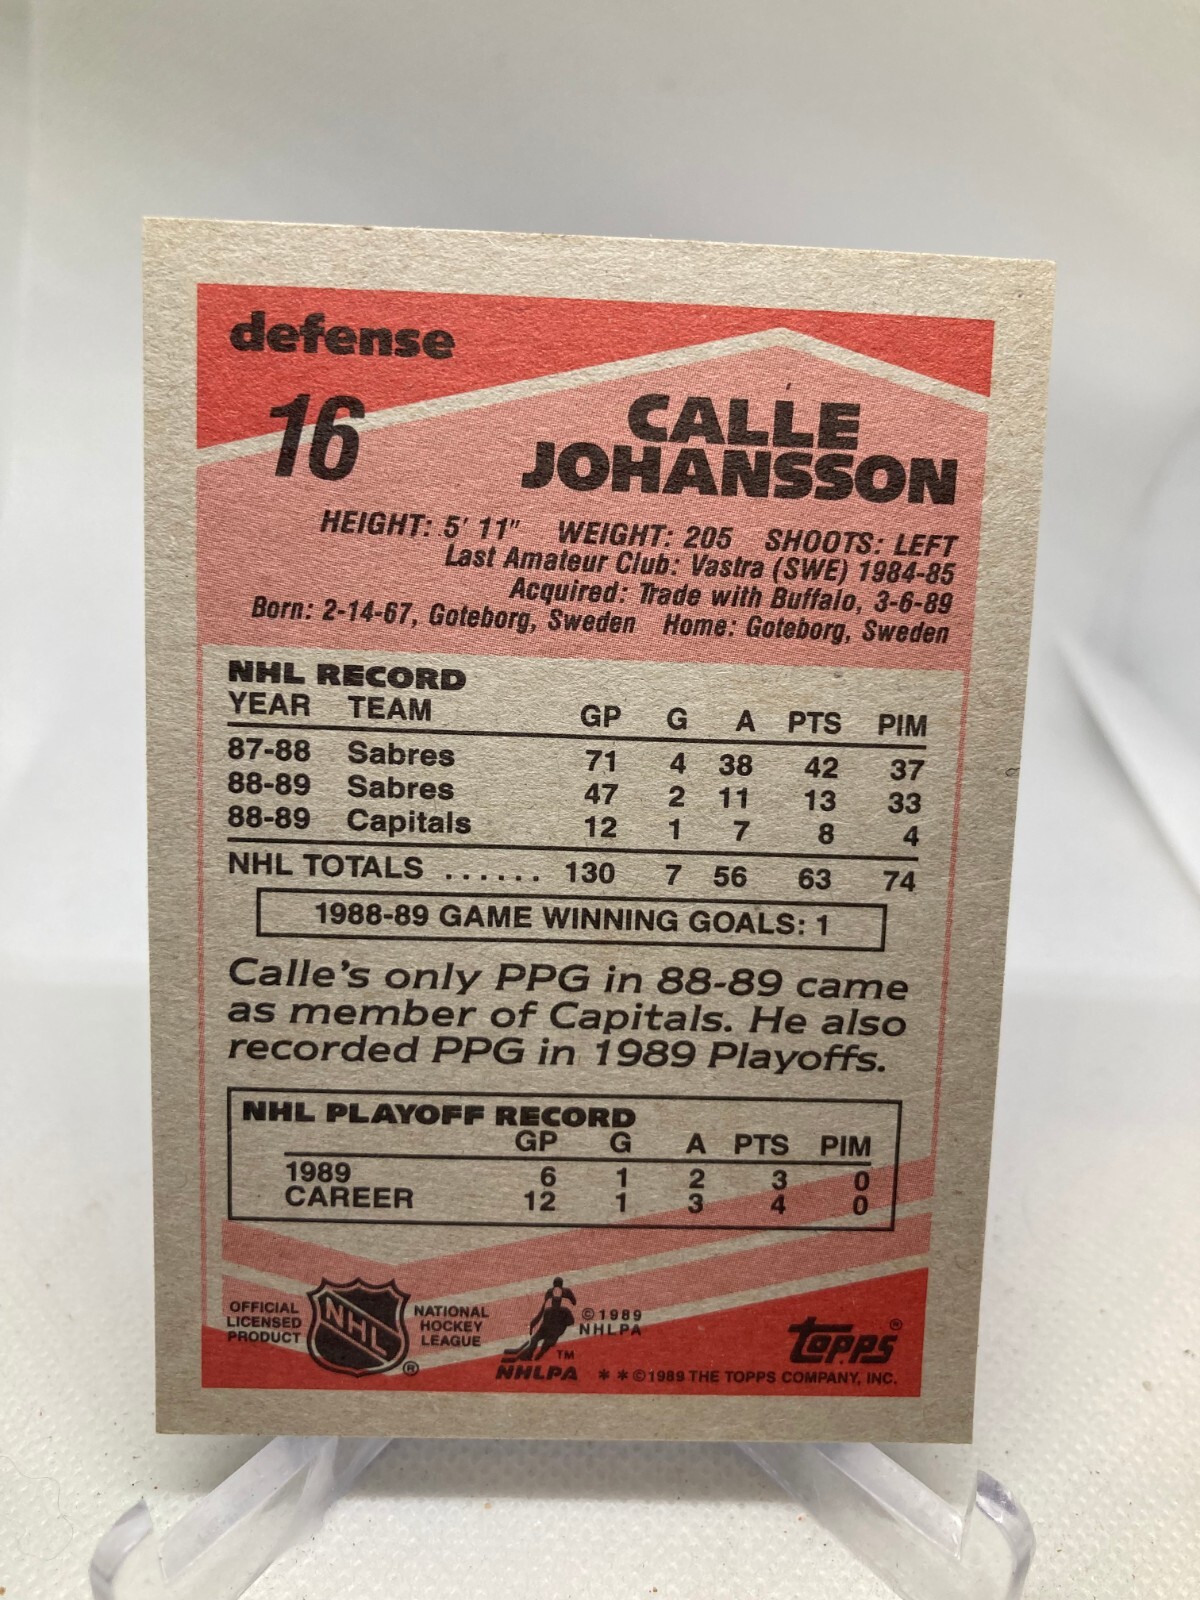 defense
16
CALLE
JOHANSSON
HEIGHT: 5' 11" WEIGHT: 205 SHOOTS: LEFT
Last Amateur Club: Vastra (SWE) 1984-85
Acquired: Trade with Buffalo, 3-6-89
Born: 2-14-67, Goteborg, Sweden Home: Goteborg, Sweden
NHL RECORD
YEAR TEAM GP G A PTS PIM
87-88 Sabres 71 4 38 42 37
88-89 Sabres 47 2 11 13 33
88-89 Capitals 12 1 7 8 4
NHL TOTALS ...... 130 7 56 63 74
1988-89 GAME WINNING GOALS: 1
Calle's only PPG in 88-89 came
as member of Capitals. He also
recorded PPG in 1989 Playoffs.
NHL PLAYOFF RECORD
GP G A PTS PIM
1989 6 1 2 3 0
CAREER 12 1 3 4 0
OFFICIAL
LICENSED
PRODUCT
NHL
®
NATIONAL
HOCKEY
LEAGUE
TM
NHLPA
©1989
NHLPA
topps®
**©1989 THE TOPPS COMPANY, INC.